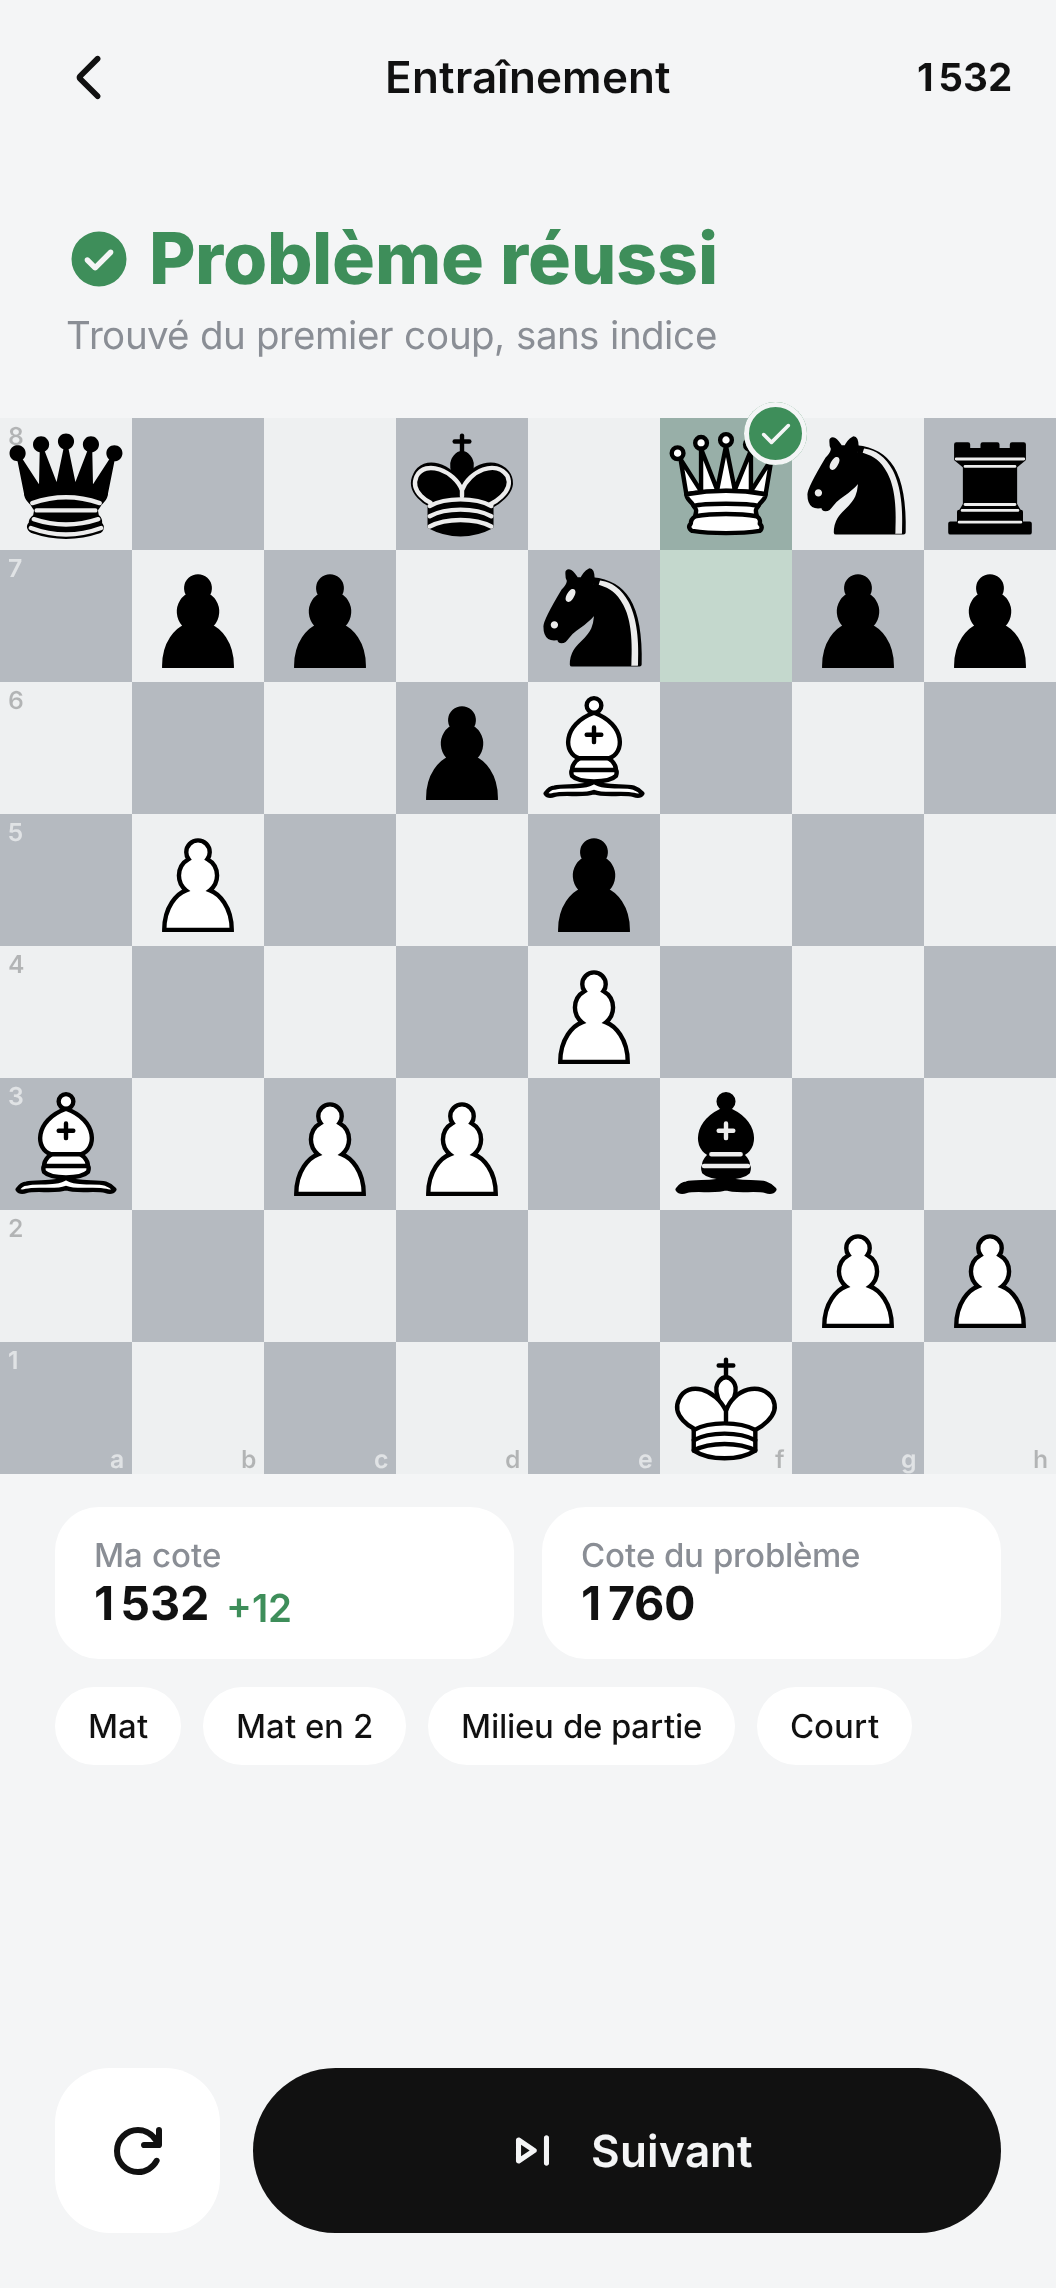 Entraînement
1532
Problème réussi
Trouvé du premier coup, sans indice
8
7
6
5
4
3
2
1
a b c d e f g h
Ma cote
1532 +12
Cote du problème
1760
Mat
Mat en 2
Milieu de partie
Court
Suivant